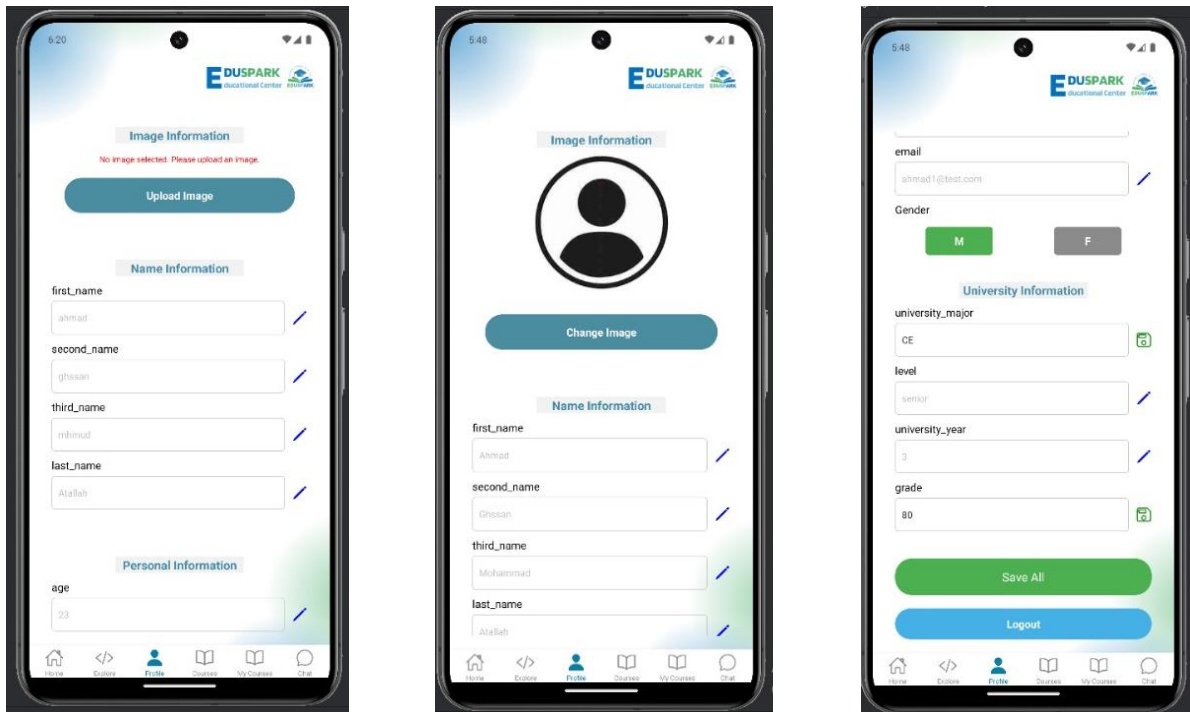 6:20
EDUSPARK
Educational Center
EDUSPARK
Image Information
No image selected. Please upload an image.
Upload Image
Name Information
first_name
ahmad
second_name
ghssan
third_name
mhmud
last_name
Atallah
Personal Information
age
23
Home
Explore
Profile
Courses
My Courses
Chat
5:48
EDUSPARK
Educational Center
EDUSPARK
Image Information
Change Image
Name Information
first_name
Ahmad
second_name
Ghssan
third_name
Mohammad
last_name
Atallah
Home
Explore
Profile
Courses
My Courses
Chat
5:48
EDUSPARK
Educational Center
EDUSPARK
email
ahmad1@test.com
Gender
M
F
University Information
university_major
CE
level
senior
university_year
3
grade
80
Save All
Logout
Home
Explore
Profile
Courses
My Courses
Chat